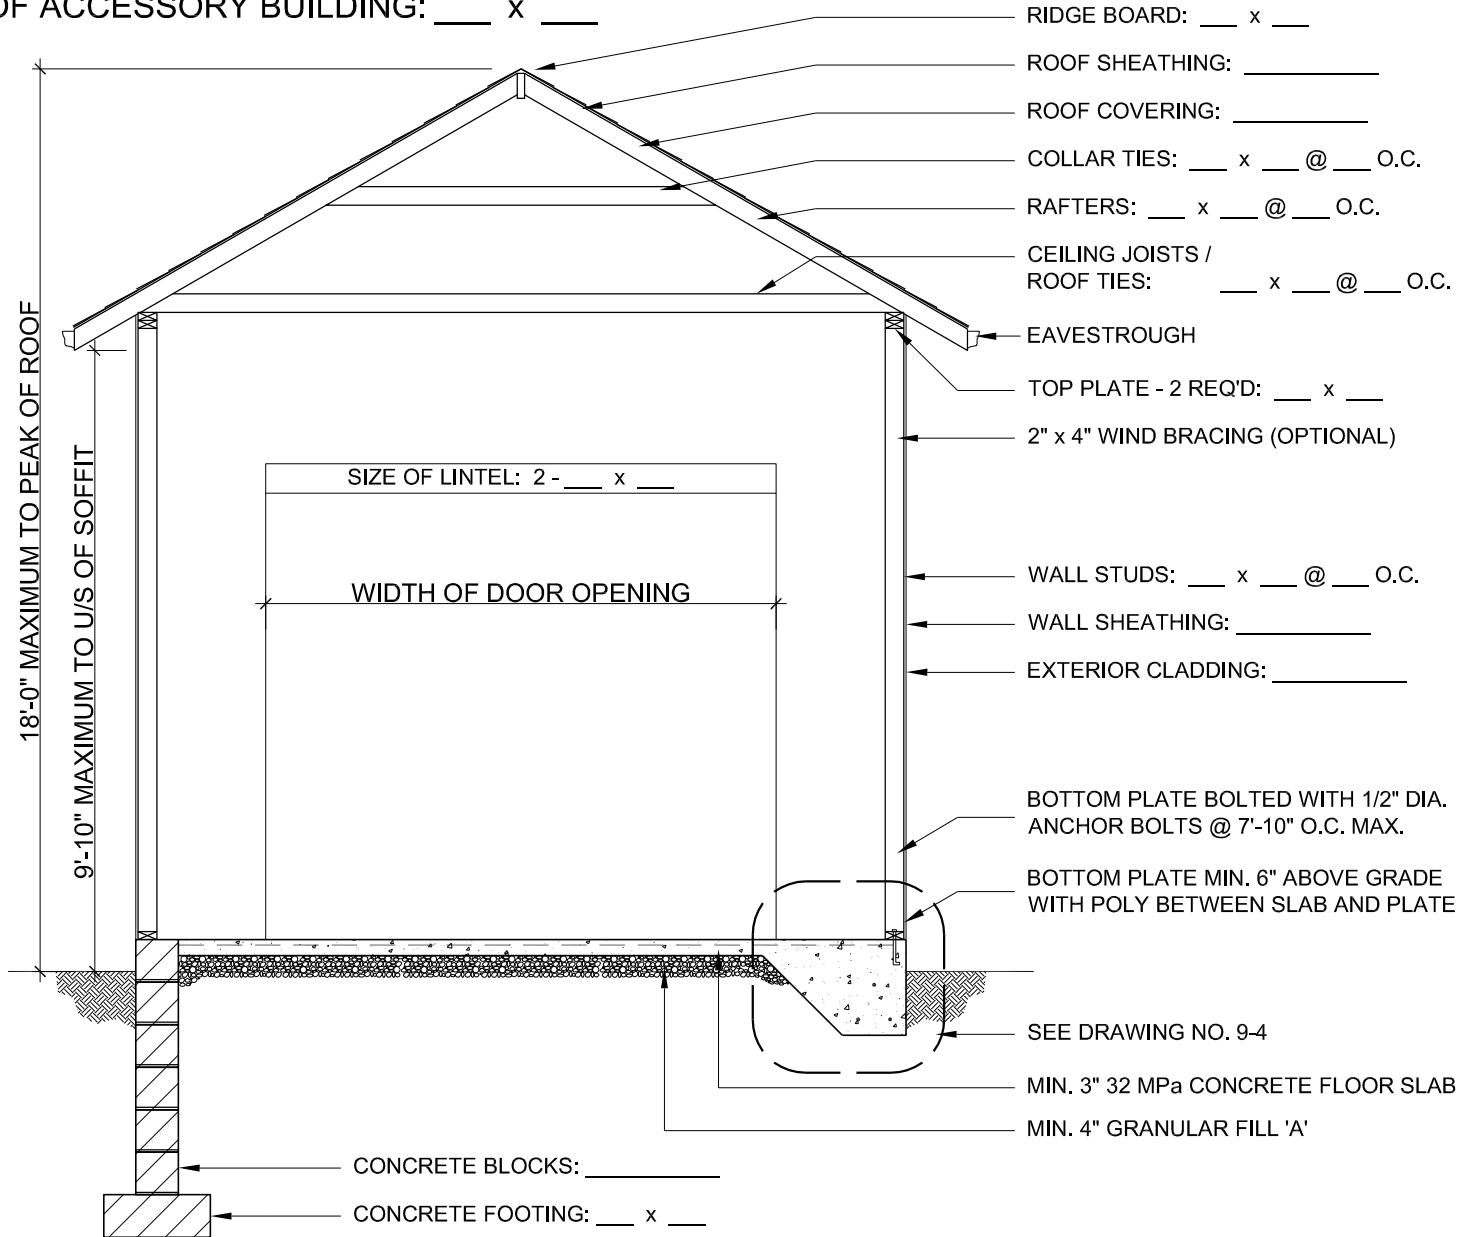 OF ACCESSORY BUILDING: ___ x ___
RIDGE BOARD: ___ x ___
ROOF SHEATHING: ___
ROOF COVERING: ___
COLLAR TIES: ___ x ___ @ ___ O.C.
RAFTERS: ___ x ___ @ ___ O.C.
CEILING JOISTS /
ROOF TIES: ___ x ___ @ ___ O.C.
EAVESTROUGH
TOP PLATE - 2 REQ'D: ___ x ___
2" x 4" WIND BRACING (OPTIONAL)
18'-0" MAXIMUM TO PEAK OF ROOF
9'-10" MAXIMUM TO U/S OF SOFFIT
SIZE OF LINTEL: 2 - ___ x ___
WIDTH OF DOOR OPENING
WALL STUDS: ___ x ___ @ ___ O.C.
WALL SHEATHING: ___
EXTERIOR CLADDING: ___
BOTTOM PLATE BOLTED WITH 1/2" DIA.
ANCHOR BOLTS @ 7'-10" O.C. MAX.
BOTTOM PLATE MIN. 6" ABOVE GRADE
WITH POLY BETWEEN SLAB AND PLATE
SEE DRAWING NO. 9-4
MIN. 3" 32 MPa CONCRETE FLOOR SLAB
MIN. 4" GRANULAR FILL 'A'
CONCRETE BLOCKS: ___
CONCRETE FOOTING: ___ x ___